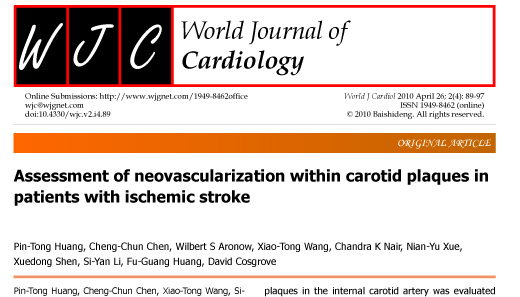 WJC
World Journal of
Cardiology
Online Submissions: http://www.wjgnet.com/1949-8462office
wjc@wjgnet.com
doi:10.4330/wjc.v2.i4.89
World J Cardiol 2010 April 26; 2(4): 89-97
ISSN 1949-8462 (online)
© 2010 Baishideng. All rights reserved.
ORIGINAL ARTICLE
Assessment of neovascularization within carotid plaques in
patients with ischemic stroke
Pin-Tong Huang, Cheng-Chun Chen, Wilbert S Aronow, Xiao-Tong Wang, Chandra K Nair, Nian-Yu Xue,
Xuedong Shen, Si-Yan Li, Fu-Guang Huang, David Cosgrove
Pin-Tong Huang, Cheng-Chun Chen, Xiao-Tong Wang, Si-
plaques in the internal carotid artery was evaluated